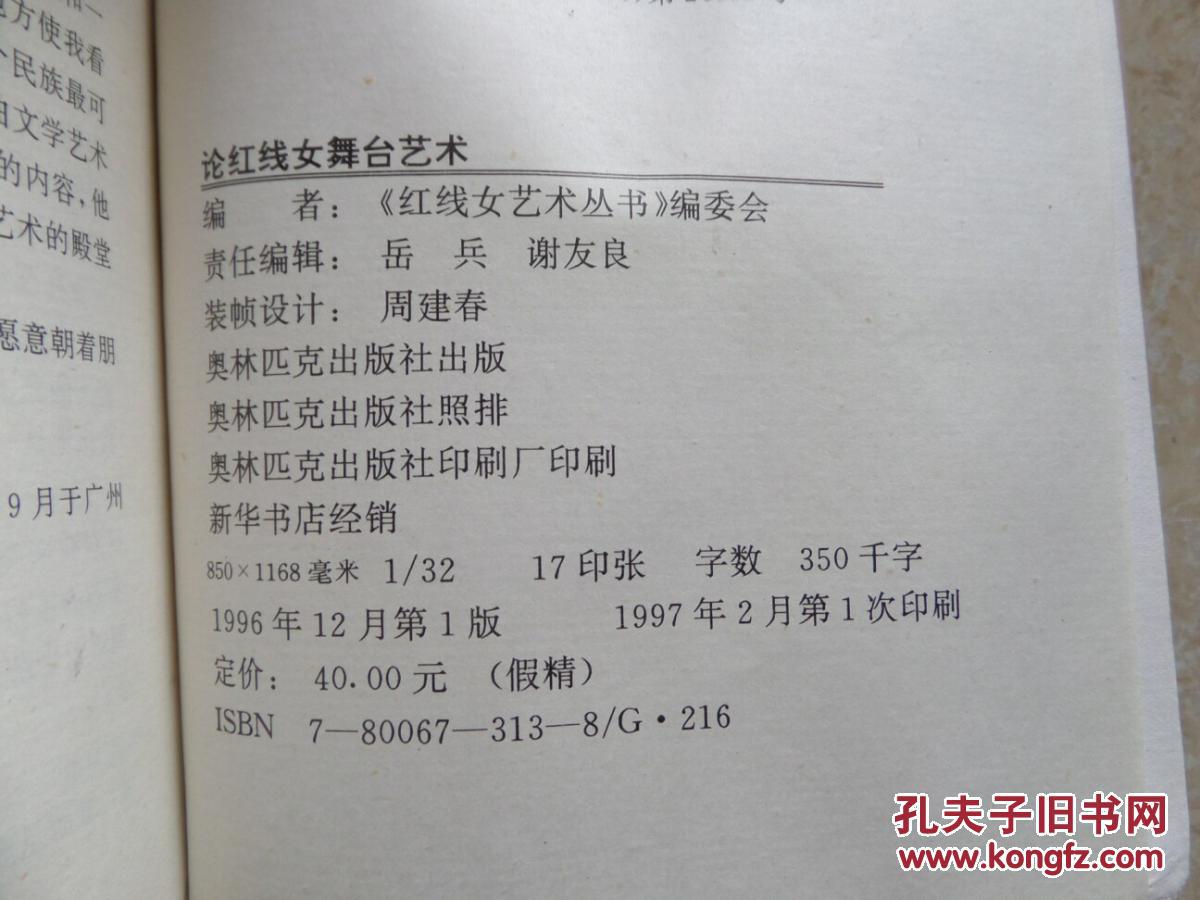 方使我看
民族最可
文学艺术
的内容,他
艺术的殿堂
愿意朝着朋
9月于广州
论红线女舞台艺术
编 者: 《红线女艺术丛书》编委会
责任编辑: 岳 兵 谢友良
装帧设计: 周建春
奥林匹克出版社出版
奥林匹克出版社照排
奥林匹克出版社印刷厂印刷
新华书店经销
850×1168毫米 1/32 17印张 字数 350千字
1996年12月第1版 1997年2月第1次印刷
定价: 40.00元 (假精)
ISBN 7—80067—313—8/G·216
孔夫子旧书网
www.kongfz.com